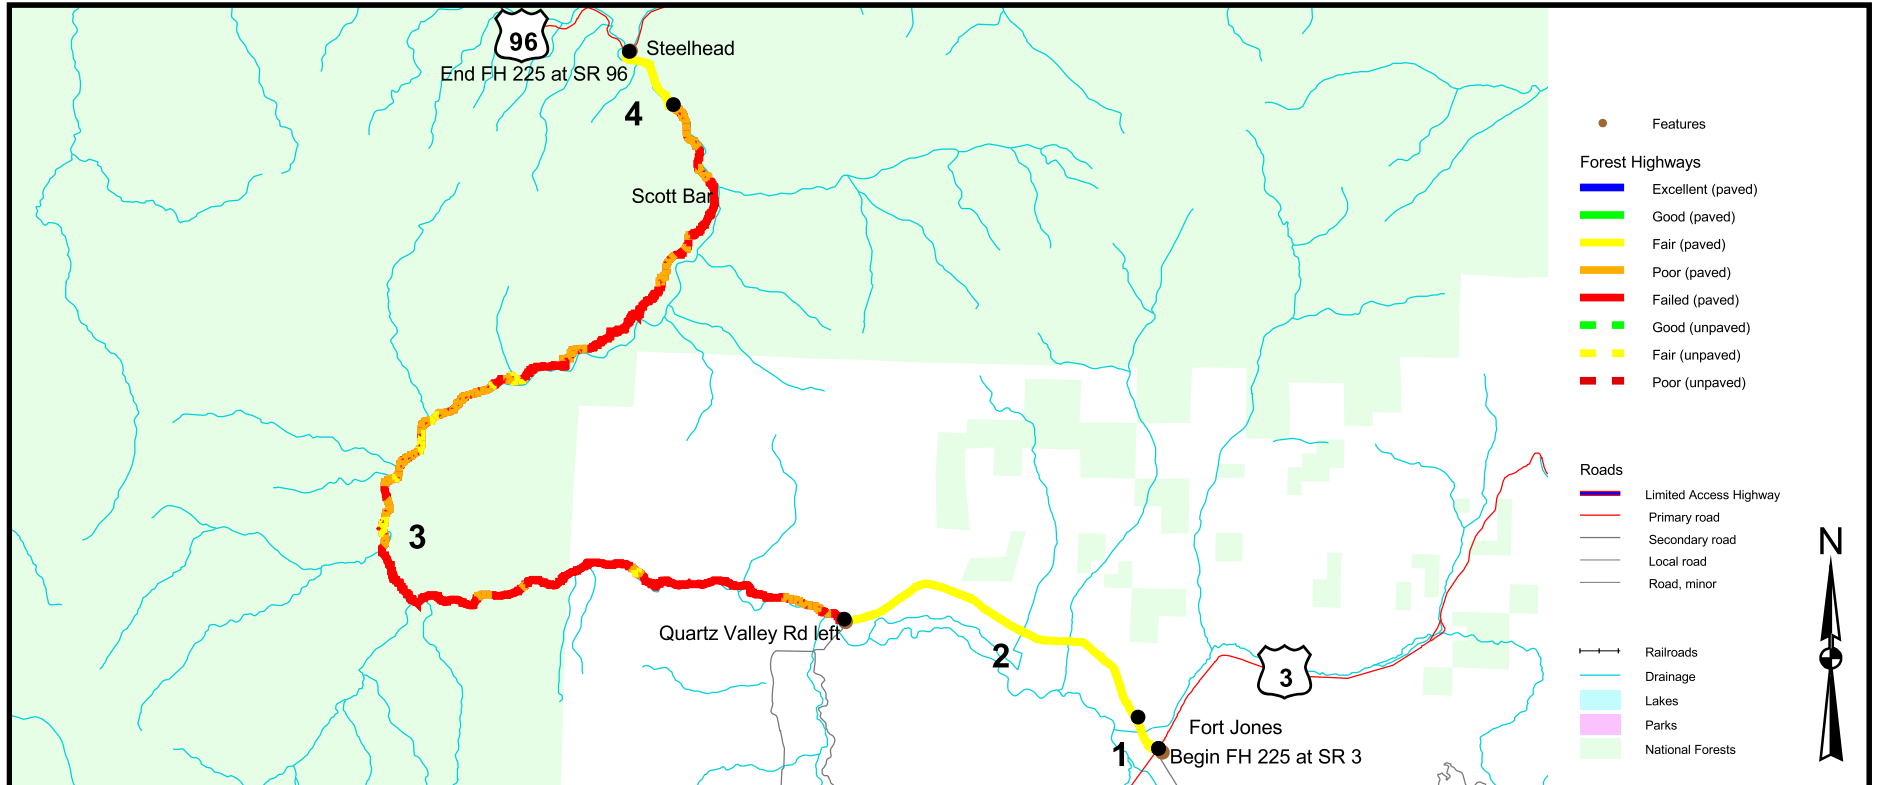 96
Steelhead
End FH 225 at SR 96
4
Scott Bar
3
Quartz Valley Rd left
2
3
Fort Jones
1
Begin FH 225 at SR 3
Features
Forest Highways
Excellent (paved)
Good (paved)
Fair (paved)
Poor (paved)
Failed (paved)
Good (unpaved)
Fair (unpaved)
Poor (unpaved)
Roads
Limited Access Highway
Primary road
Secondary road
Local road
Road, minor
Railroads
Drainage
Lakes
Parks
National Forests
N